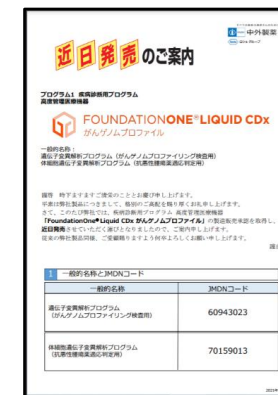 中外製薬
近日発売のご案内
プログラム1 疾病診断用プログラム
高度管理医療機器
FOUNDATIONONE®LIQUID CDx
がんゲノムプロファイル
一般的名称：
遺伝子変異解析プログラム（がんゲノムプロファイリング検査用）
体細胞遺伝子変異解析プログラム（抗悪性腫瘍薬適応判定用）
謹啓 時下ますますご清栄のこととお慶び申し上げます。
平素は弊社製品につきまして、格別のご高配を賜り厚くお礼申し上げます。
さて、このたび弊社では、疾病診断用プログラム 高度管理医療機器
「FoundationOne® Liquid CDx がんゲノムプロファイル」の製造販売承認を取得し、
近日発売させていただく運びとなりましたので、ご案内申し上げます。
従来の弊社製品同様、ご愛顧賜りますよう何卒よろしくお願い申し上げます。
1 一般的名称とJMDNコード
一般的名称 JMDNコード
遺伝子変異解析プログラム 60943023
（がんゲノムプロファイリング検査用）
体細胞遺伝子変異解析プログラム 70159013
（抗悪性腫瘍薬適応判定用）